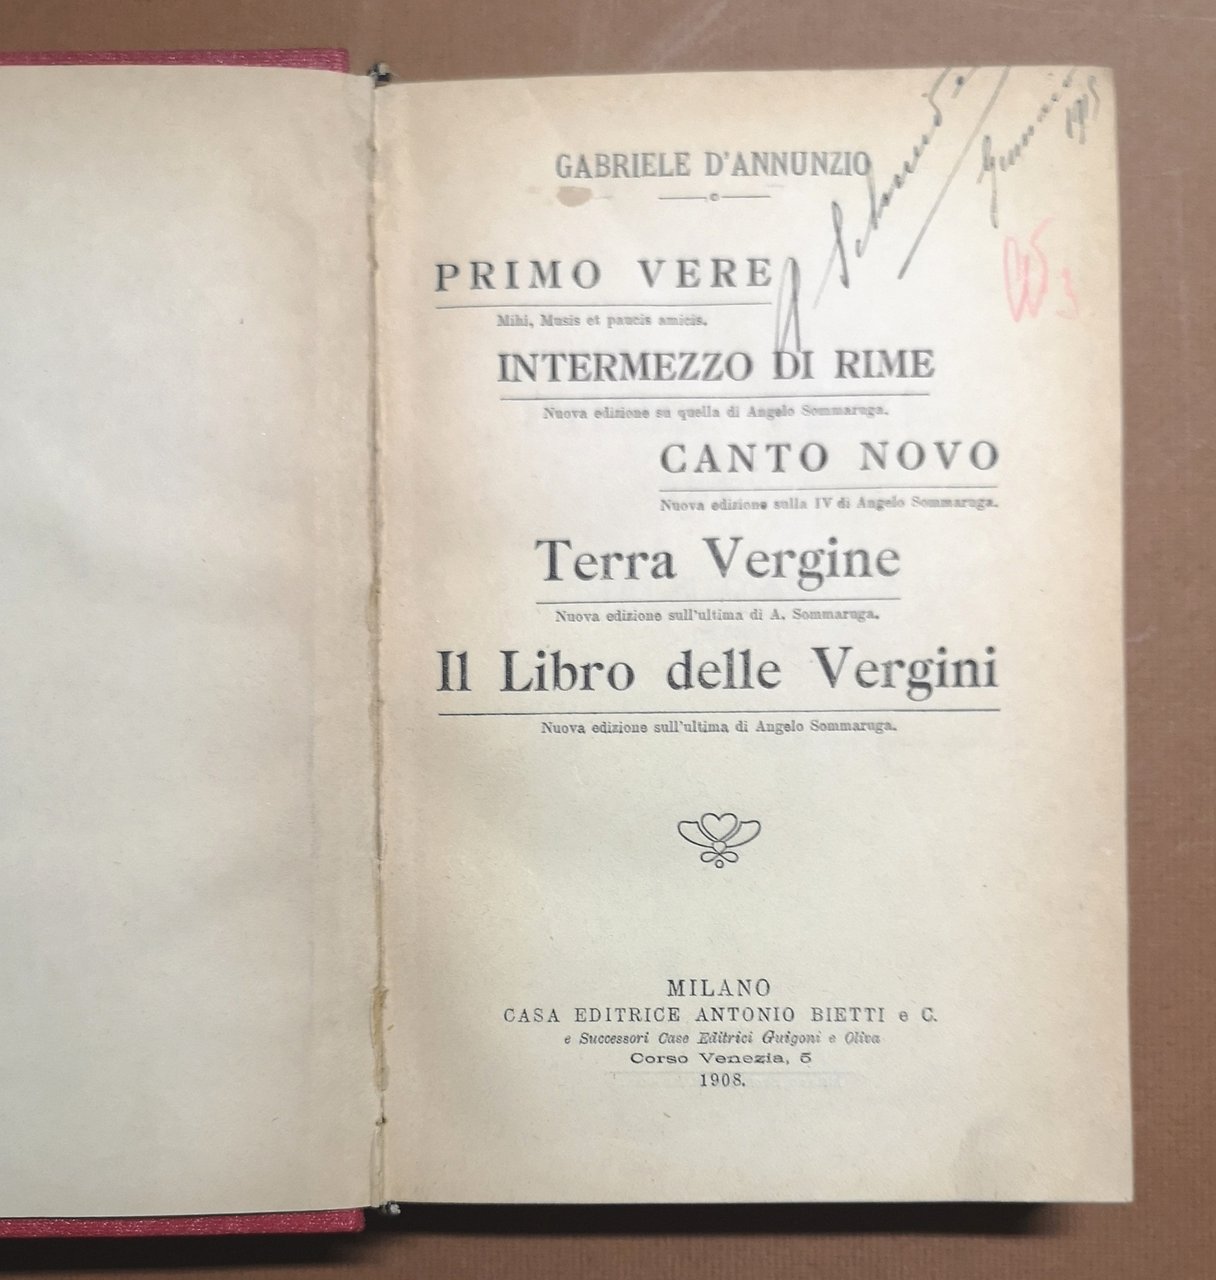 GABRIELE D'ANNUNZIO
PRIMO VERE
Mihi, Musis et paucis amicis.
INTERMEZZO DI RIME
Nuova edizione su quella di Angelo Sommaruga.
CANTO NOVO
Nuova edizione sulla IV di Angelo Sommaruga.
Terra Vergine
Nuova edizione sull'ultima di A. Sommaruga.
Il Libro delle Vergini
Nuova edizione sull'ultima di Angelo Sommaruga.
MILANO
CASA EDITRICE ANTONIO BIETTI e C.
e Successori Case Editrici Guigoni e Oliva
Corso Venezia, 5
1908.
Gennaio